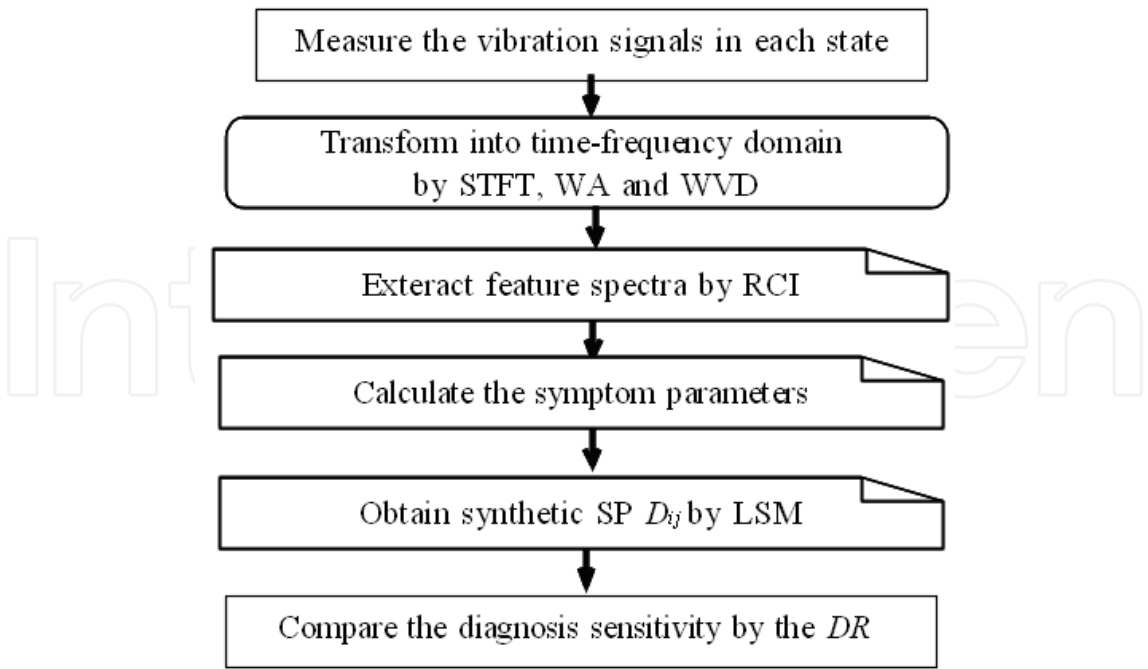 Measure the vibration signals in each state
Transform into time-frequency domain
by STFT, WA and WVD
Exteract feature spectra by RCI
Calculate the symptom parameters
Obtain synthetic SP Dij by LSM
Compare the diagnosis sensitivity by the DR